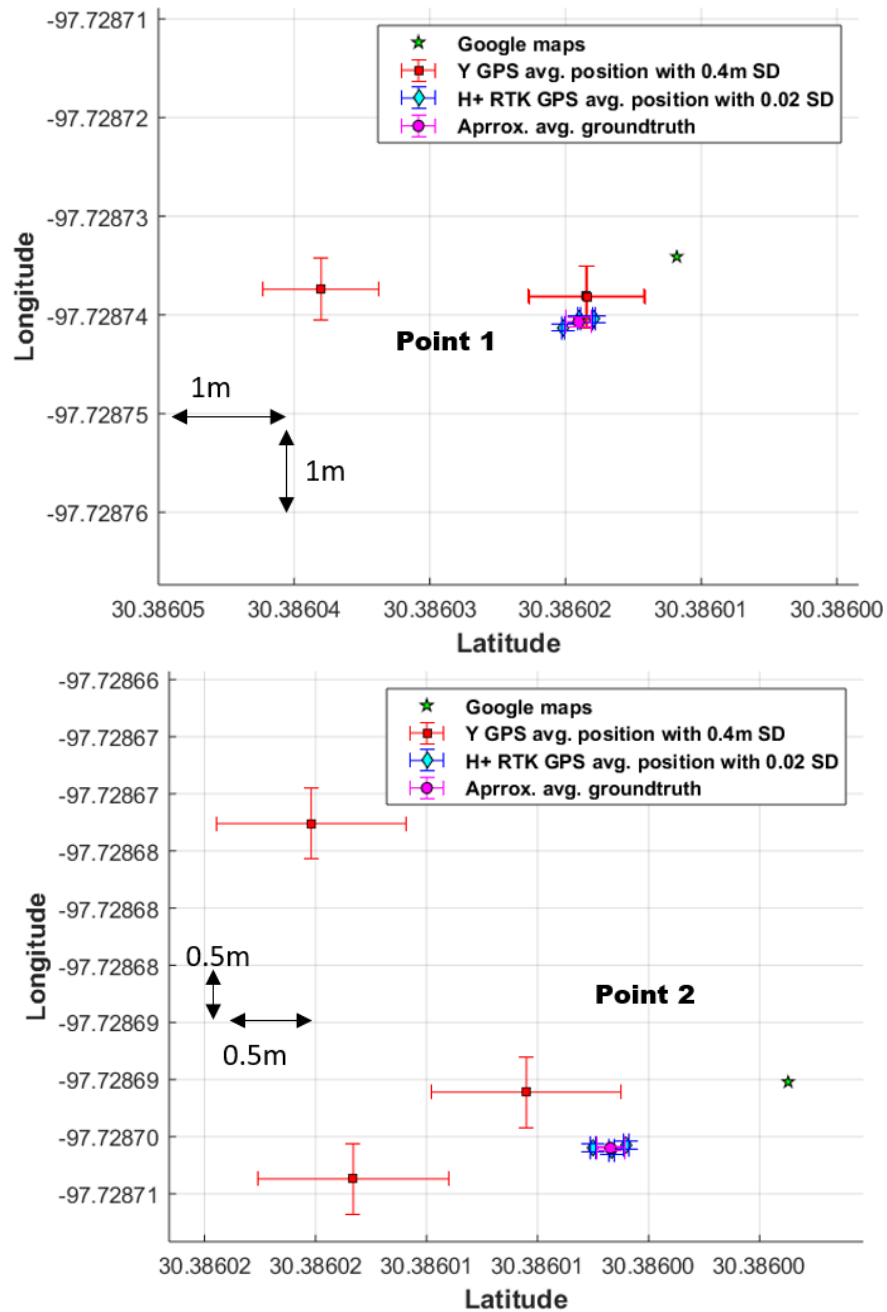 -97.72871
-97.72872
-97.72873
-97.72874
-97.72875
-97.72876
Longitude
Google maps
Y GPS avg. position with 0.4m SD
H+ RTK GPS avg. position with 0.02 SD
Aprrox. avg. groundtruth
Point 1
1m
1m
30.38605
30.38604
30.38603
30.38602
30.38601
30.38600
Latitude
-97.72866
-97.72867
-97.72867
-97.72868
-97.72868
-97.72868
-97.72869
-97.72869
-97.72870
-97.72871
Longitude
Google maps
Y GPS avg. position with 0.4m SD
H+ RTK GPS avg. position with 0.02 SD
Aprrox. avg. groundtruth
0.5m
0.5m
Point 2
30.38602
30.38602
30.38601
30.38601
30.38600
30.38600
Latitude